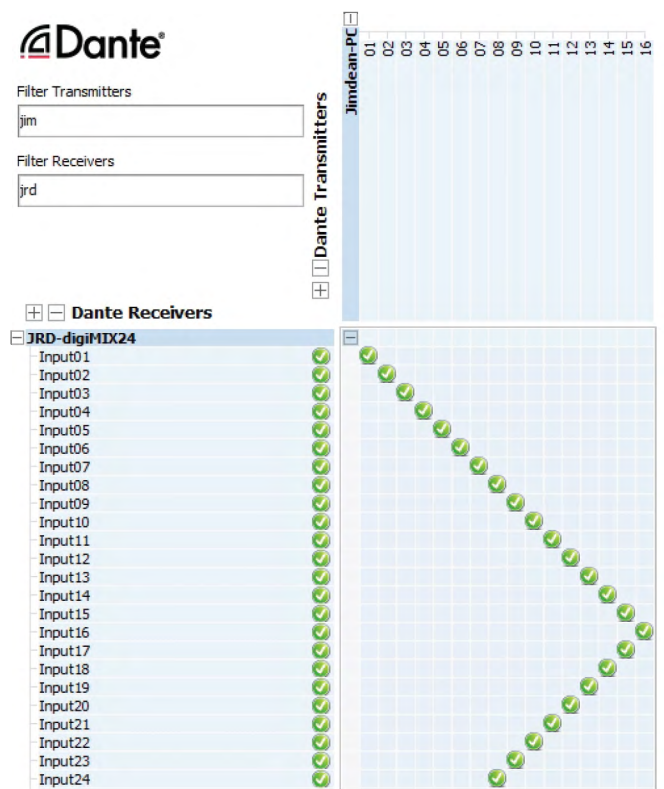 Dante®
Filter Transmitters
jim
Filter Receivers
jrd
Dante Transmitters
Jimdean-PC
01
02
03
04
05
06
07
08
09
10
11
12
13
14
15
16
Dante Receivers
JRD-digiMIX24
Input01
Input02
Input03
Input04
Input05
Input06
Input07
Input08
Input09
Input10
Input11
Input12
Input13
Input14
Input15
Input16
Input17
Input18
Input19
Input20
Input21
Input22
Input23
Input24